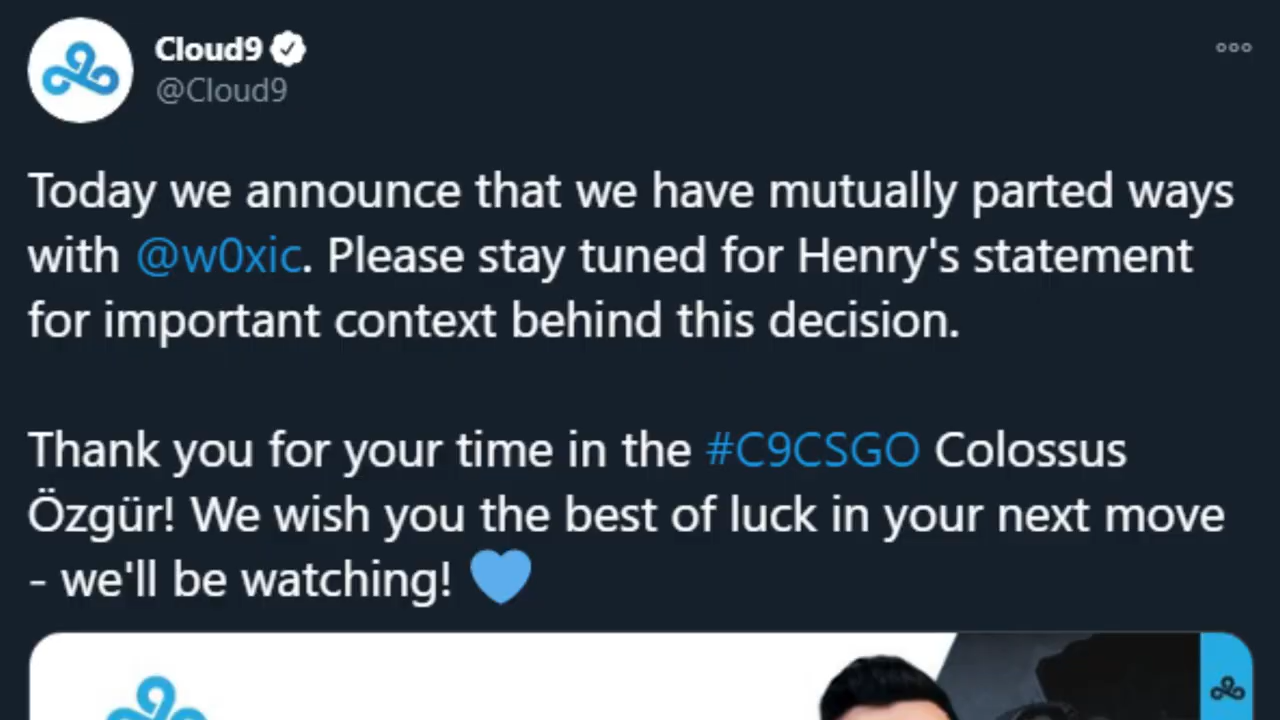 Cloud9
@Cloud9
Today we announce that we have mutually parted ways
with @w0xic. Please stay tuned for Henry's statement
for important context behind this decision.
Thank you for your time in the #C9CSGO Colossus
Özgür! We wish you the best of luck in your next move
- we'll be watching! 💙